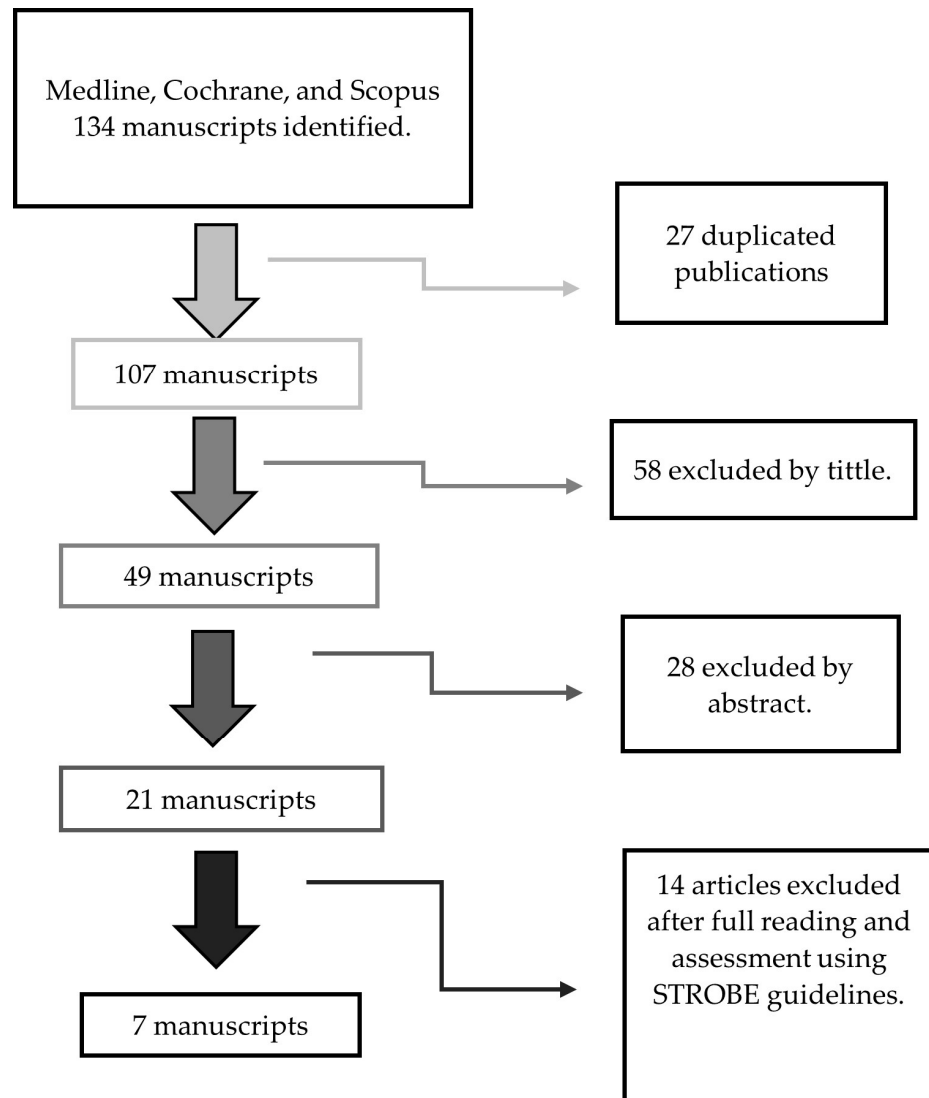 Medline, Cochrane, and Scopus
134 manuscripts identified.
27 duplicated
publications
107 manuscripts
58 excluded by tittle.
49 manuscripts
28 excluded by
abstract.
21 manuscripts
14 articles excluded
after full reading and
assessment using
STROBE guidelines.
7 manuscripts